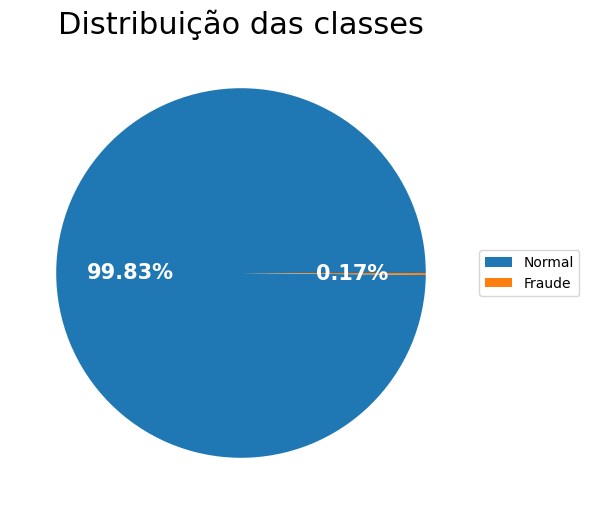 Distribuição das classes
99.83%
0.17%
Normal
Fraude